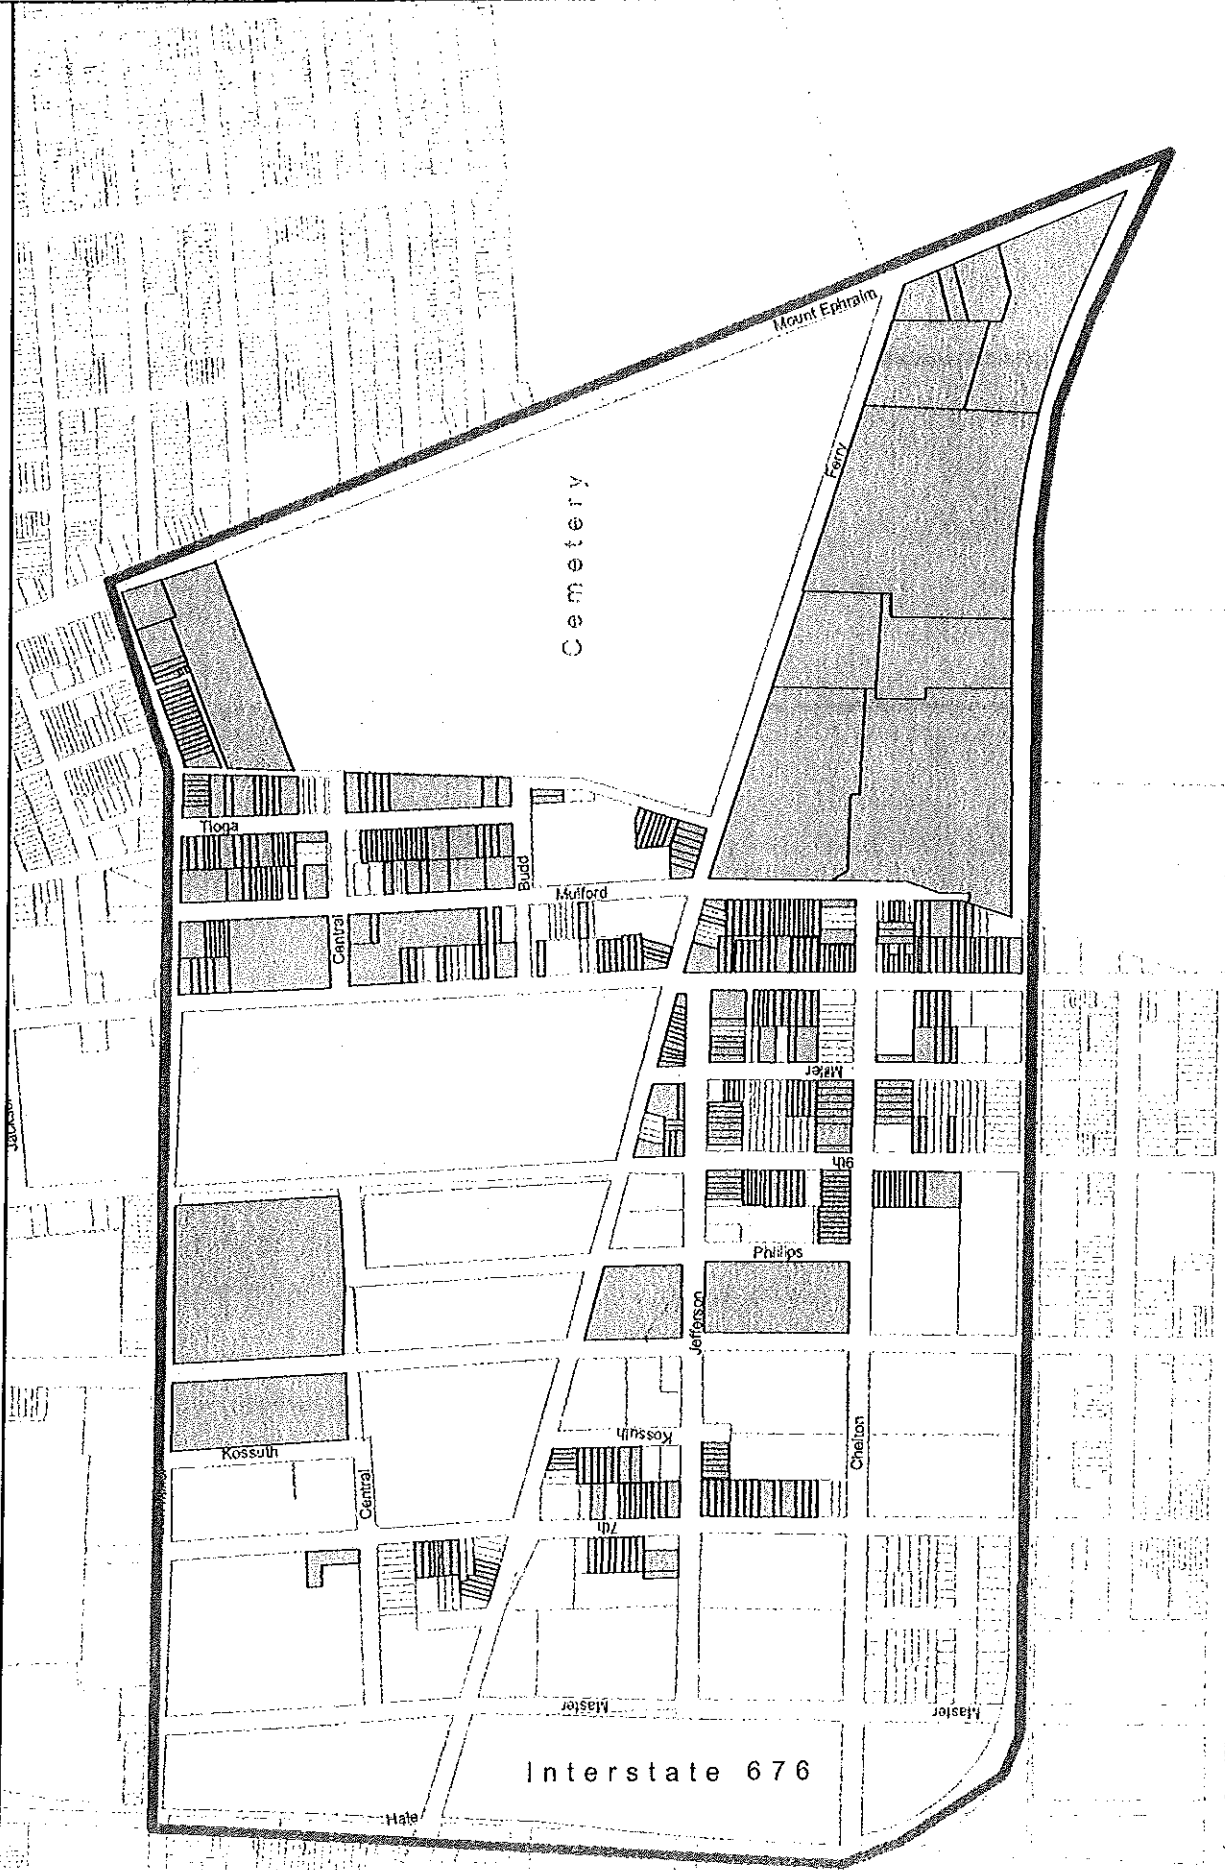 Mount Ephraim
Ferry
Cemetery
Tioga
Budd
Mulford
Central
Miller
9th
Phillips
Jefferson
Kossuth
Kossuth
Chelton
Central
7th
Master
Master
Interstate 676
Hale